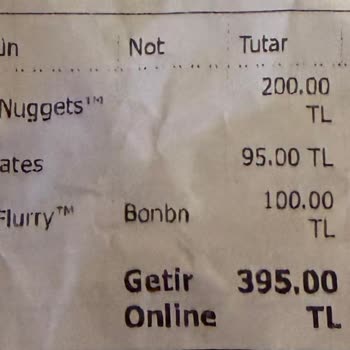 ün Not Tutar
200.00
Nuggets™ TL
ates 95.00 TL
100.00
Flurry™ Bonbn TL
Getir 395.00
Online TL